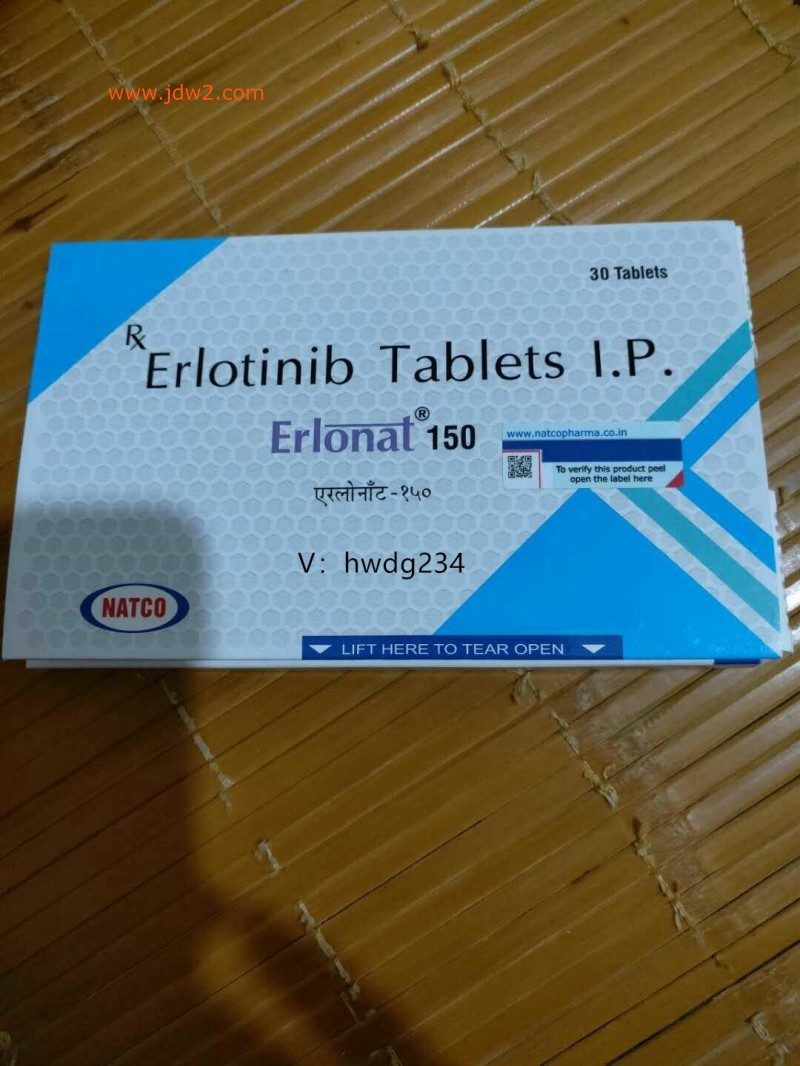 www.jdw2.com
30 Tablets
Rx
Erlotinib Tablets I.P.
Erlonat® 150
www.natcopharma.co.in
To verify this product peel
open the label here
एरलोनाँट-१५०
V：hwdg234
NATCO
LIFT HERE TO TEAR OPEN